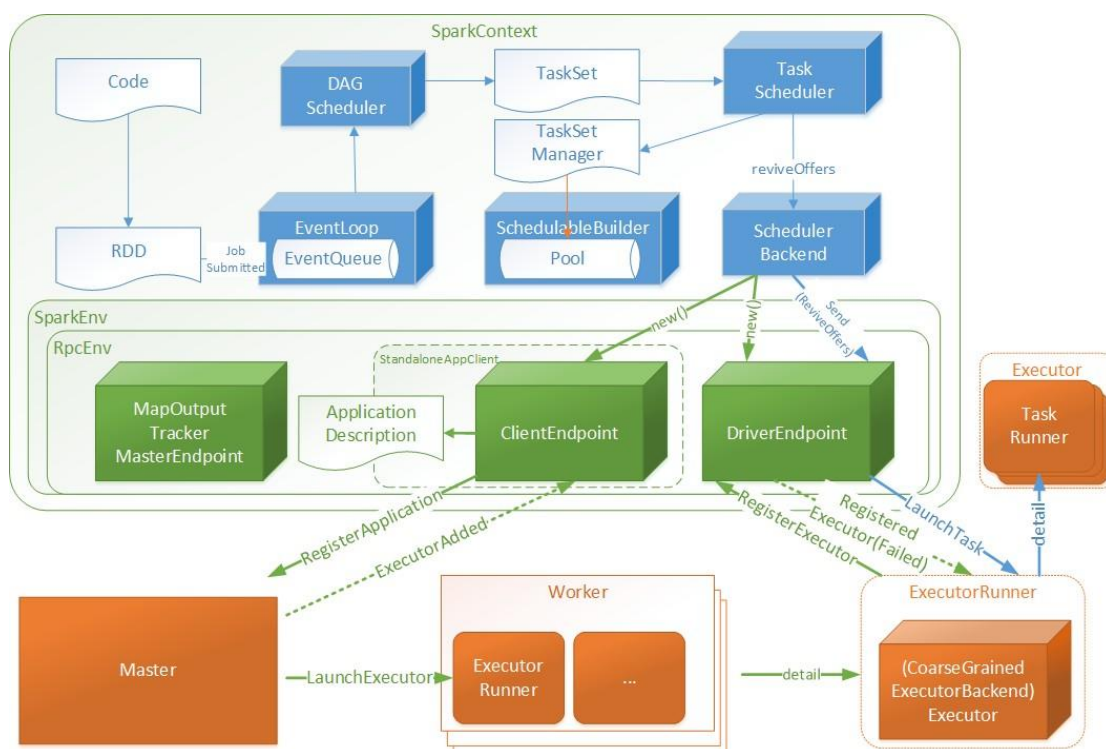 SparkContext
Code
DAG
Scheduler
TaskSet
Task
Scheduler
TaskSet
Manager
reviveOffers
RDD
Job
Submitted
EventLoop
EventQueue
SchedulableBuilder
Pool
Scheduler
Backend
SparkEnv
RpcEnv
new()
new()
Send
(ReviveOffers)
StandaloneAppClient
MapOutput
Tracker
MasterEndpoint
Application
Description
ClientEndpoint
DriverEndpoint
Executor
Task
Runner
RegisterApplication
ExecutorAdded
RegisterExecutor
Registered
Executor(Failed)
LaunchTask
detail
Master
LaunchExecutor
Worker
Executor
Runner
...
detail
ExecutorRunner
(CoarseGrained
ExecutorBackend)
Executor